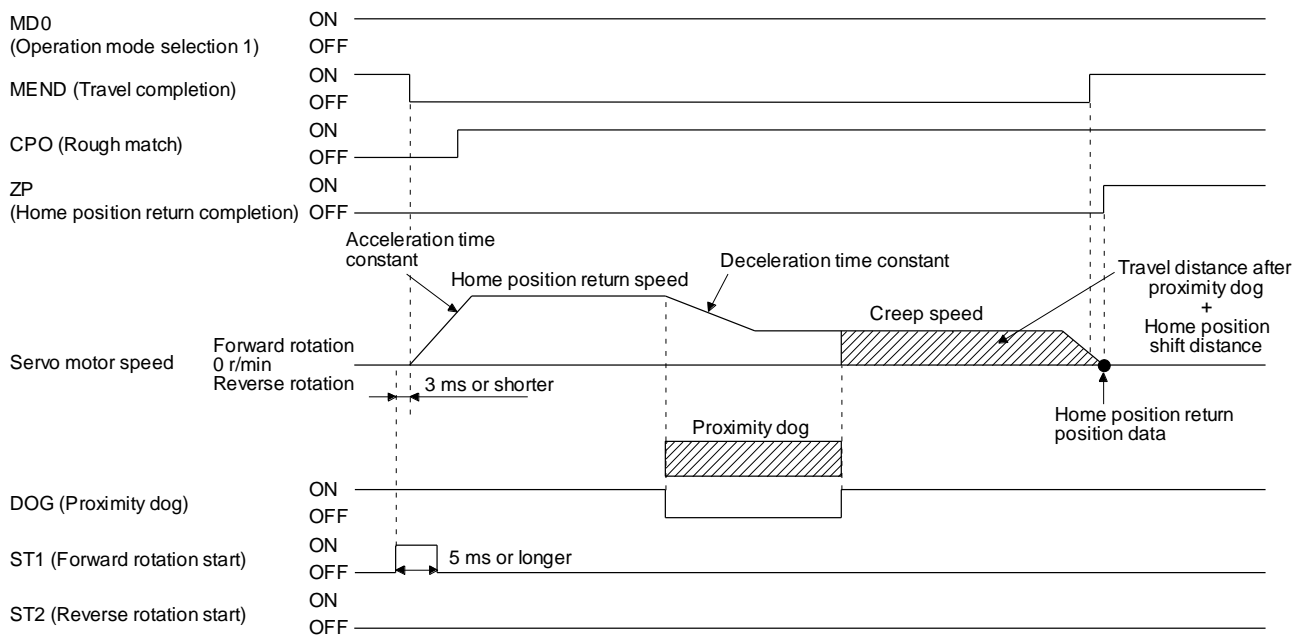 MD0
(Operation mode selection 1)
ON
OFF
MEND (Travel completion)
ON
OFF
CPO (Rough match)
ON
OFF
ZP
(Home position return completion)
ON
OFF
Acceleration time
constant
Home position return speed
Deceleration time constant
Creep speed
Travel distance after
proximity dog
+
Home position
shift distance
Servo motor speed
Forward rotation
0 r/min
Reverse rotation
3 ms or shorter
Home position return
position data
Proximity dog
DOG (Proximity dog)
ON
OFF
ST1 (Forward rotation start)
ON
OFF
5 ms or longer
ST2 (Reverse rotation start)
ON
OFF